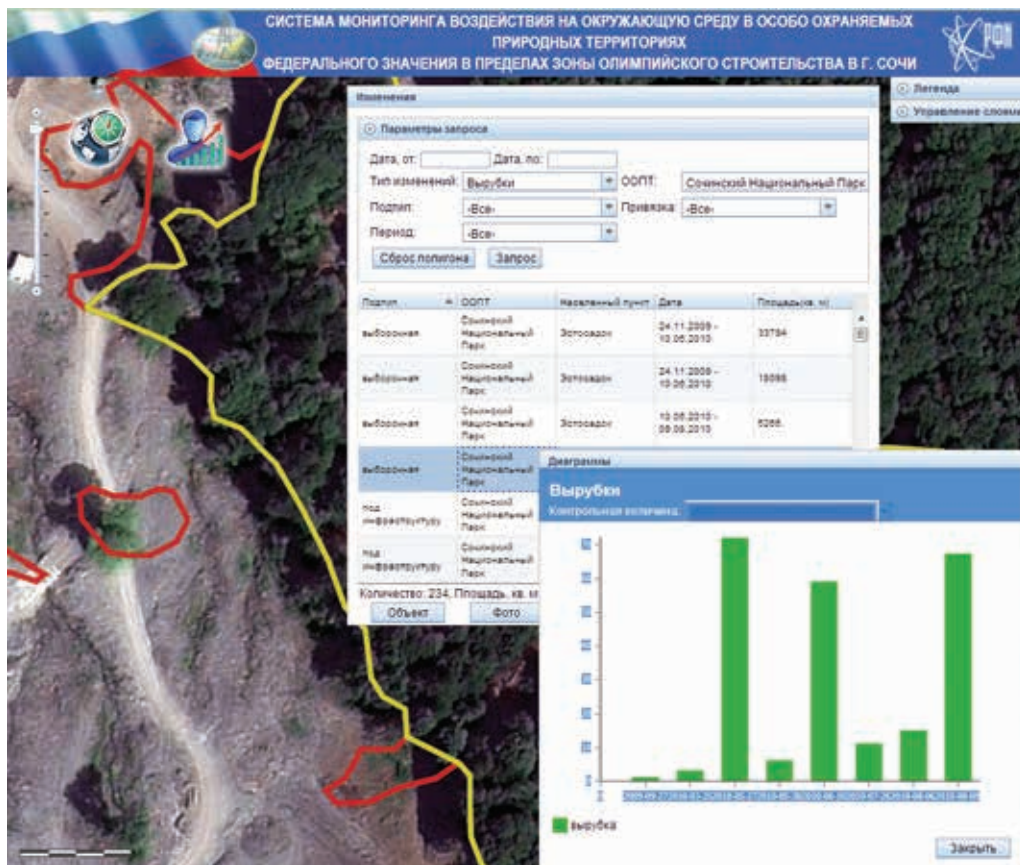 СИСТЕМА МОНИТОРИНГА ВОЗДЕЙСТВИЯ НА ОКРУЖАЮЩУЮ СРЕДУ В ОСОБО ОХРАНЯЕМЫХ
ПРИРОДНЫХ ТЕРРИТОРИЯХ
ФЕДЕРАЛЬНОГО ЗНАЧЕНИЯ В ПРЕДЕЛАХ ЗОНЫ ОЛИМПИЙСКОГО СТРОИТЕЛЬСТВА В Г. СОЧИ
Легенда
Управление слоями
Изменения
Параметры запроса
Дата, от: Дата, по:
Тип изменений: Вырубки ООПТ: Сочинский Национальный Парк
Подтип: -Все- Привязка: -Все-
Период: -Все-
Сброс полигона Запрос
Подтип ООПТ Населенный пункт Дата Площадь(кв. м)
выборочная Сочинский Национальный Парк Эстосадок 24.11.2009 - 10.06.2010
выборочная Сочинский Национальный Парк Эстосадок 24.11.2009 - 10.06.2010
выборочная Сочинский Национальный Парк Эстосадок
выборочная Сочинский Национальный Парк
под инфраструктуру Сочинский Национальный Парк
под инфраструктуру Сочинский Национальный Парк
Количество: 234, Площадь, кв. м
Объект Фото
Диаграммы
Вырубки
Контрольная величина:
вырубка
Закрыть